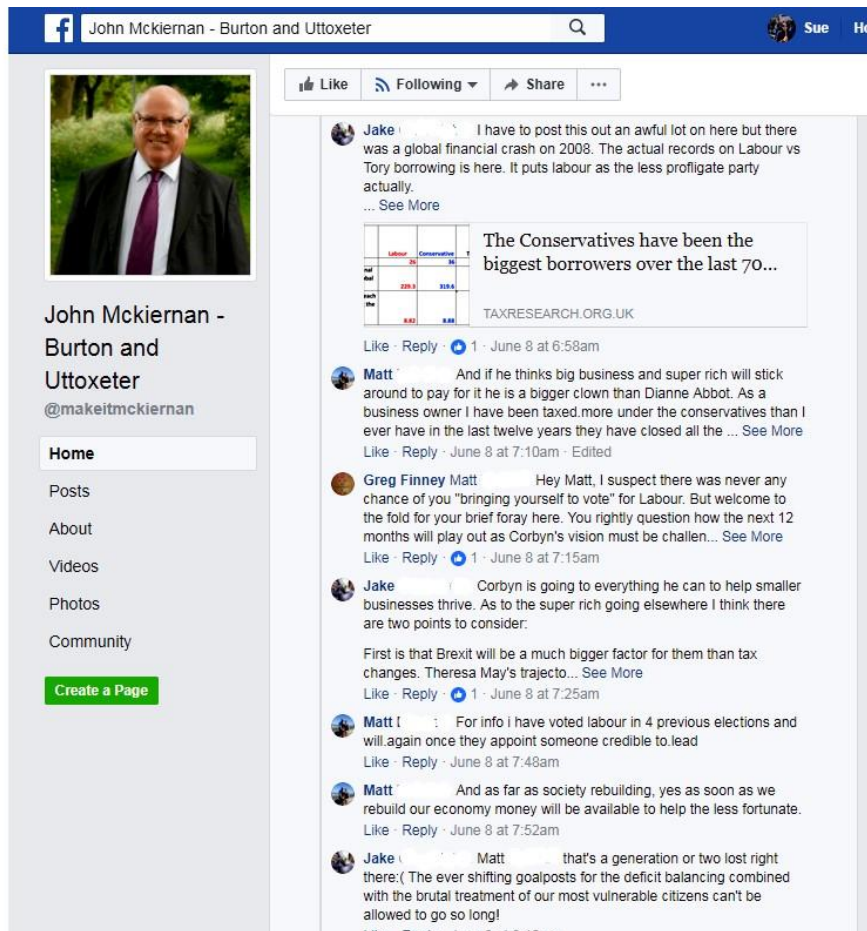 John Mckiernan - Burton and Uttoxeter
Sue
Like
Following
Share
...
John Mckiernan -
Burton and
Uttoxeter
@makeitmckiernan
Home
Posts
About
Videos
Photos
Community
Create a Page
Jake I have to post this out an awful lot on here but there
was a global financial crash on 2008. The actual records on Labour vs
Tory borrowing is here. It puts labour as the less profligate party
actually.
... See More
Labour Conservative
26 36
229.3 319.6
8.82 8.88
The Conservatives have been the
biggest borrowers over the last 70...
TAXRESEARCH.ORG.UK
Like · Reply · 1 · June 8 at 6:58am
Matt And if he thinks big business and super rich will stick
around to pay for it he is a bigger clown than Dianne Abbot. As a
business owner I have been taxed.more under the conservatives than I
ever have in the last twelve years they have closed all the ... See More
Like · Reply · June 8 at 7:10am · Edited
Greg Finney Matt Hey Matt, I suspect there was never any
chance of you "bringing yourself to vote" for Labour. But welcome to
the fold for your brief foray here. You rightly question how the next 12
months will play out as Corbyn's vision must be challen... See More
Like · Reply · 1 · June 8 at 7:15am
Jake Corbyn is going to everything he can to help smaller
businesses thrive. As to the super rich going elsewhere I think there
are two points to consider:
First is that Brexit will be a much bigger factor for them than tax
changes. Theresa May's trajecto... See More
Like · Reply · 1 · June 8 at 7:25am
Matt For info i have voted labour in 4 previous elections and
will.again once they appoint someone credible to.lead
Like · Reply · June 8 at 7:48am
Matt And as far as society rebuilding, yes as soon as we
rebuild our economy money will be available to help the less fortunate.
Like · Reply · June 8 at 7:52am
Jake Matt that's a generation or two lost right
there:( The ever shifting goalposts for the deficit balancing combined
with the brutal treatment of our most vulnerable citizens can't be
allowed to go so long!